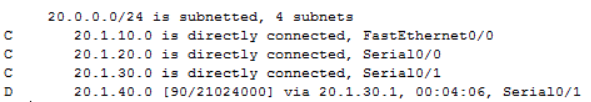 20.0.0.0/24 is subnetted, 4 subnets
C 20.1.10.0 is directly connected, FastEthernet0/0
C 20.1.20.0 is directly connected, Serial0/0
C 20.1.30.0 is directly connected, Serial0/1
D 20.1.40.0 [90/21024000] via 20.1.30.1, 00:04:06, Serial0/1